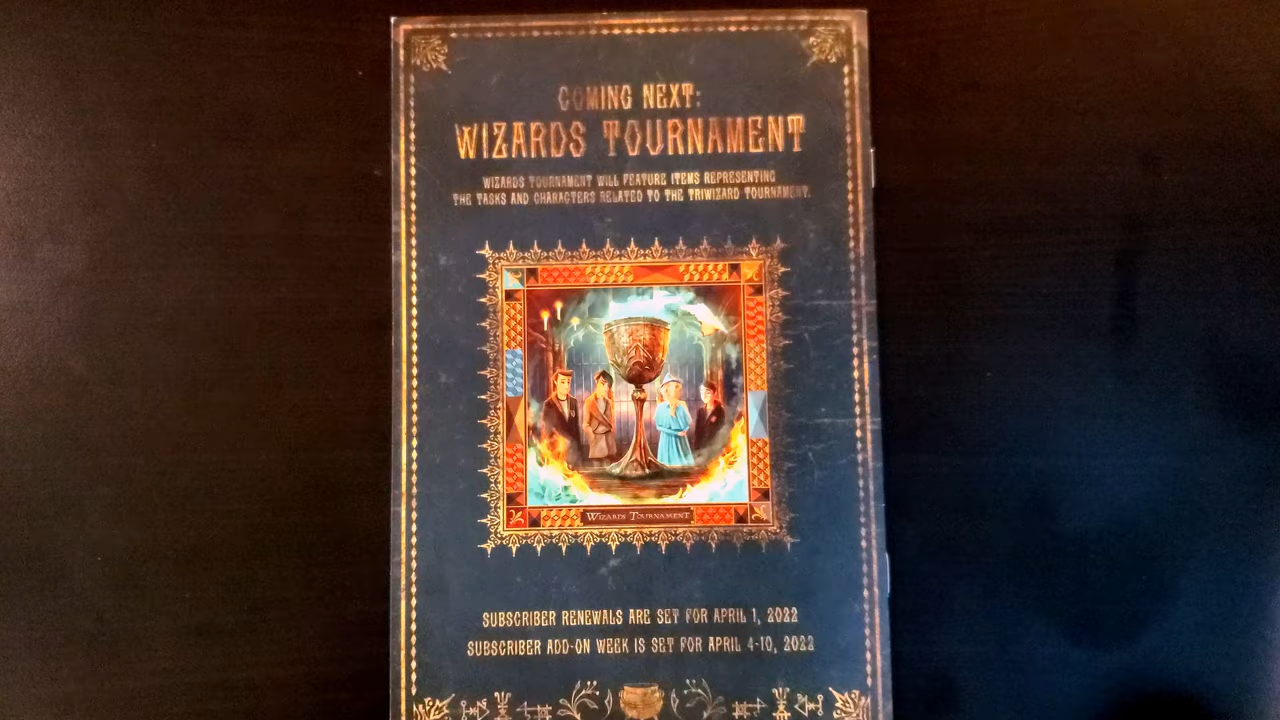 COMING NEXT:
WIZARDS TOURNAMENT
WIZARDS TOURNAMENT WILL FEATURE ITEMS REPRESENTING
THE TASKS AND CHARACTERS RELATED TO THE TRIWIZARD TOURNAMENT.
WIZARDS TOURNAMENT
SUBSCRIBER RENEWALS ARE SET FOR APRIL 1, 2022
SUBSCRIBER ADD-ON WEEK IS SET FOR APRIL 4-10, 2022